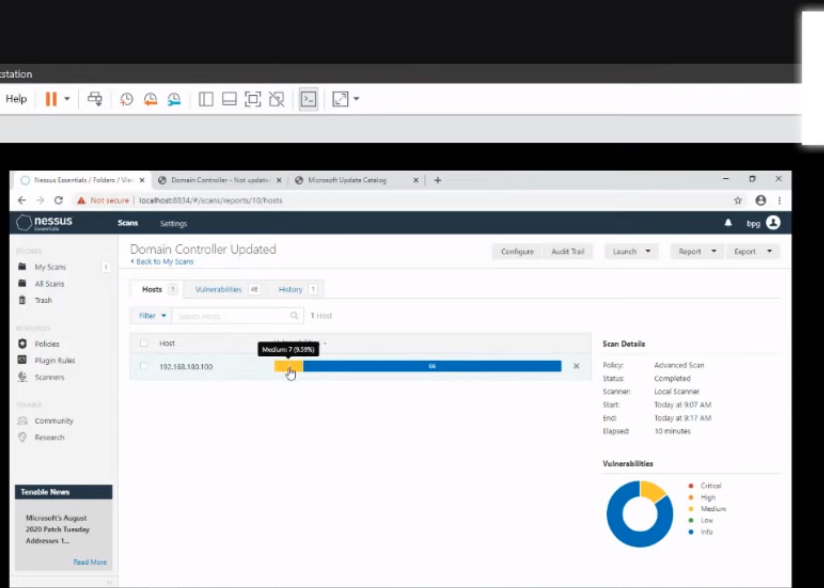 station
Help
Nessus Essentials / Folders / Vie
Domain Controller - Not updat
Microsoft Update Catalog
Not secure | localhost:8834/#/scans/reports/10/hosts
nessus
Essentials
Scans
Settings
bpg
FOLDERS
My Scans 1
All Scans
Trash
RESOURCES
Policies
Plugin Rules
Scanners
TENABLE
Community
Research
Tenable News
Microsoft's August
2020 Patch Tuesday
Addresses 1...
Read More
Domain Controller Updated
Back to My Scans
Configure
Audit Trail
Launch
Report
Export
Hosts 1
Vulnerabilities 48
History 1
Filter
Search Hosts
1 Host
Host
Medium: 7 (9.59%)
192.168.180.100
66
Scan Details
Policy: Advanced Scan
Status: Completed
Scanner: Local Scanner
Start: Today at 9:07 AM
End: Today at 9:17 AM
Elapsed: 10 minutes
Vulnerabilities
Critical
High
Medium
Low
Info